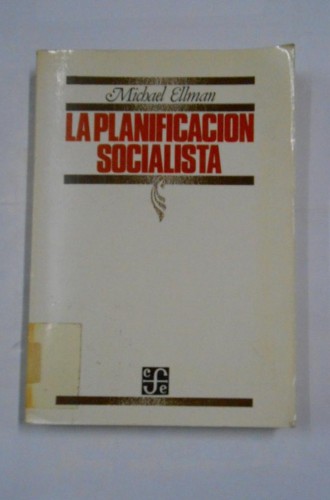 Michael Ellman
LA PLANIFICACION
SOCIALISTA
c f e